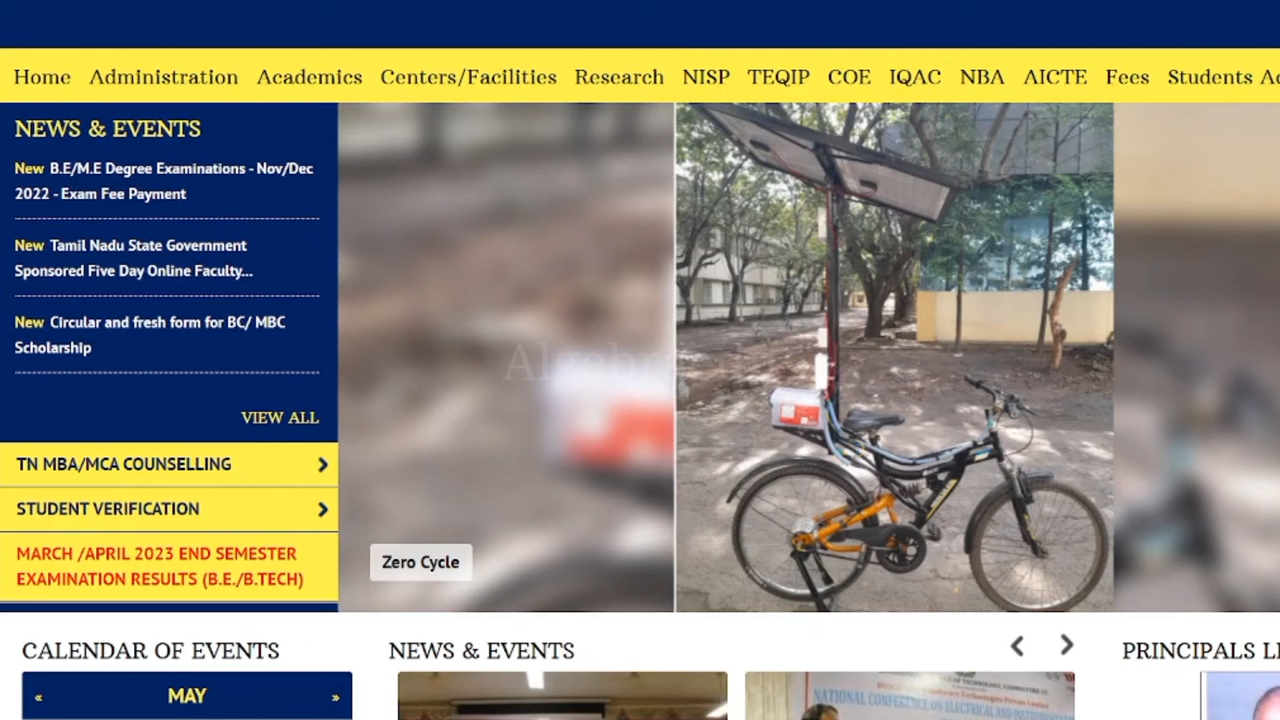 Home Administration Academics Centers/Facilities Research NISP TEQIP COE IQAC NBA AICTE Fees Students
NEWS & EVENTS
New B.E/M.E Degree Examinations - Nov/Dec
2022 - Exam Fee Payment
New Tamil Nadu State Government
Sponsored Five Day Online Faculty...
New Circular and fresh form for BC/ MBC
Scholarship
VIEW ALL
TN MBA/MCA COUNSELLING
STUDENT VERIFICATION
MARCH /APRIL 2023 END SEMESTER
EXAMINATION RESULTS (B.E./B.TECH)
Zero Cycle
CALENDAR OF EVENTS
« MAY »
NEWS & EVENTS
PRINCIPALS
NATIONAL CONFERENCE ON ELECTRICAL AND